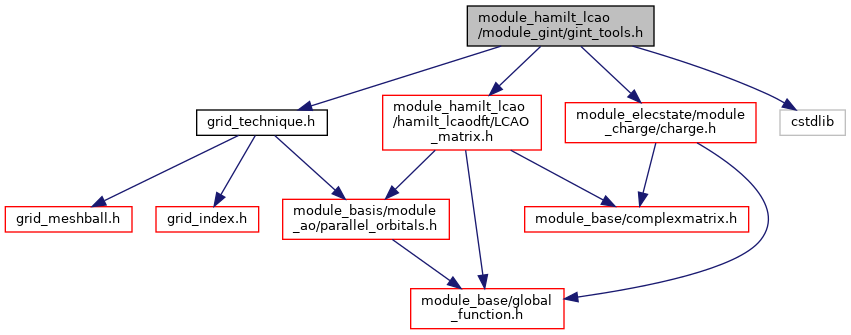 module_hamilt_lcao
/module_gint/gint_tools.h
grid_technique.h
module_hamilt_lcao
/hamilt_lcaodft/LCAO
_matrix.h
module_elecstate/module
_charge/charge.h
cstdlib
grid_meshball.h
grid_index.h
module_basis/module
_ao/parallel_orbitals.h
module_base/complexmatrix.h
module_base/global
_function.h